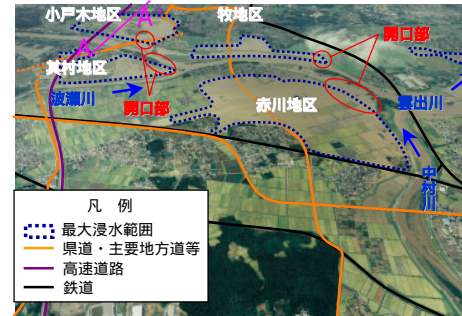 小戸木地区
A'
牧地区
開口部
A
其村地区
波瀬川
開口部
赤川地区
雲出川
中村川
凡 例
最大浸水範囲
県道・主要地方道等
高速道路
鉄道